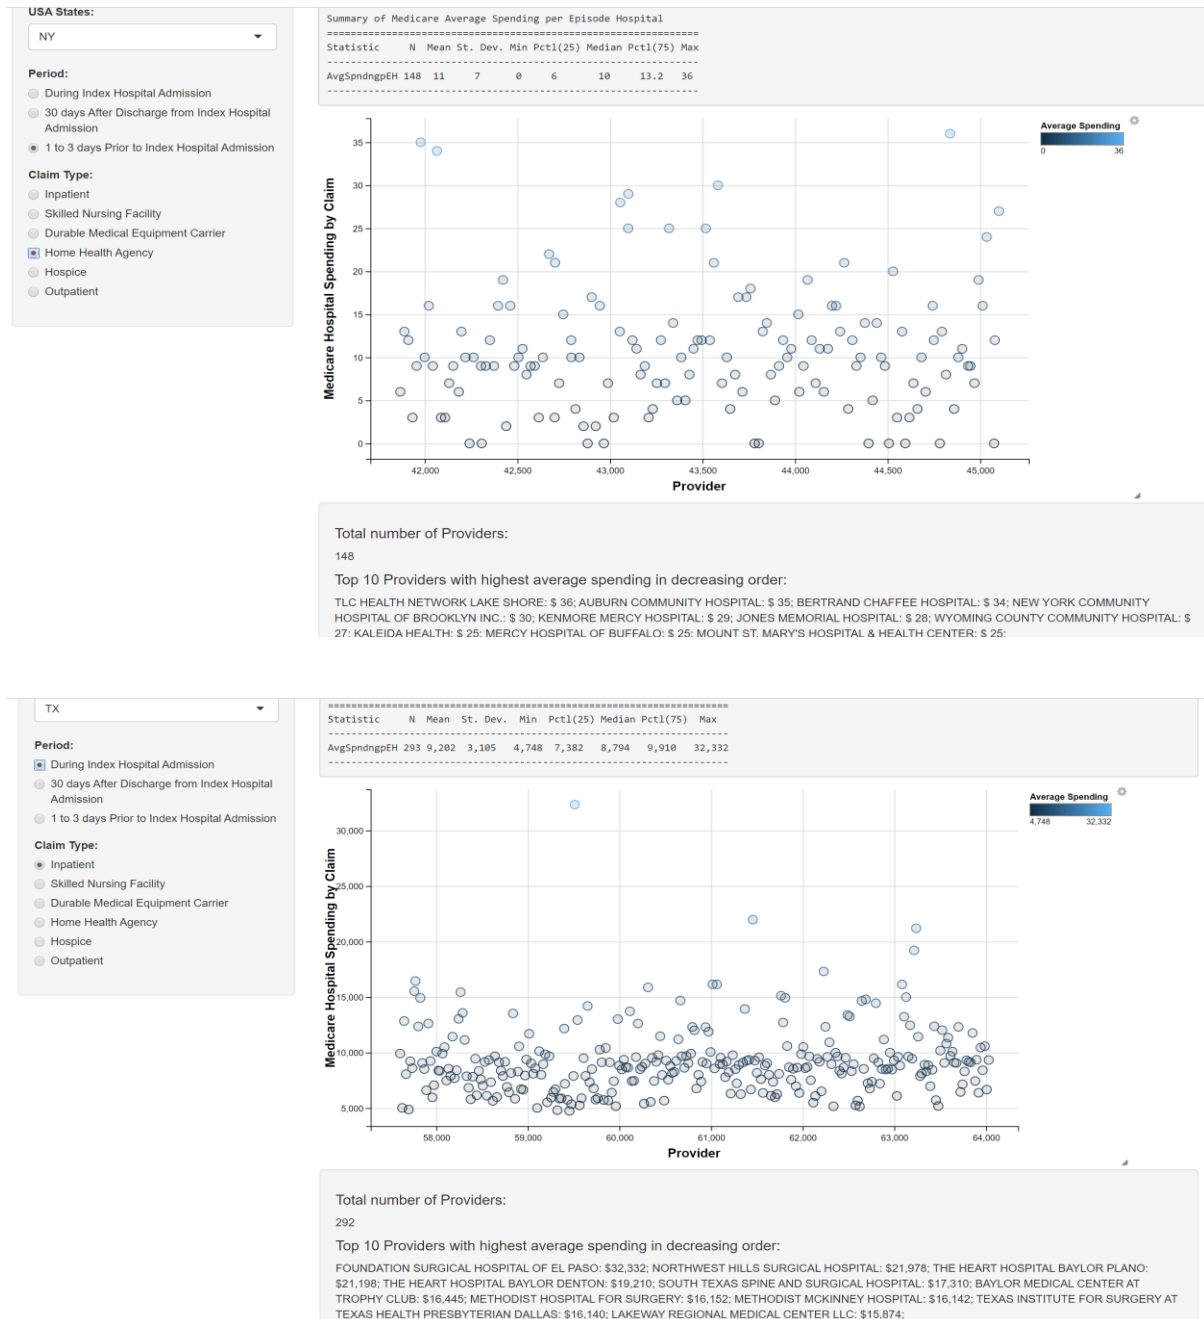 USA States:
NY
Period:
During Index Hospital Admission
30 days After Discharge from Index Hospital
Admission
1 to 3 days Prior to Index Hospital Admission
Claim Type:
Inpatient
Skilled Nursing Facility
Durable Medical Equipment Carrier
Home Health Agency
Hospice
Outpatient
Summary of Medicare Average Spending per Episode Hospital
=================================================================
Statistic N Mean St. Dev. Min Pctl(25) Median Pctl(75) Max
-----------------------------------------------------------------
AvgSpndngpEH 148 11 7 0 6 10 13.2 36
-----------------------------------------------------------------
Average Spending
0 36
Medicare Hospital Spending by Claim
35
30
25
20
15
10
5
0
42,000 42,500 43,000 43,500 44,000 44,500 45,000
Provider
Total number of Providers:
148
Top 10 Providers with highest average spending in decreasing order:
TLC HEALTH NETWORK LAKE SHORE: $ 36; AUBURN COMMUNITY HOSPITAL: $ 35; BERTRAND CHAFFEE HOSPITAL: $ 34; NEW YORK COMMUNITY
HOSPITAL OF BROOKLYN INC.: $ 30; KENMORE MERCY HOSPITAL: $ 29; JONES MEMORIAL HOSPITAL: $ 28; WYOMING COUNTY COMMUNITY HOSPITAL: $
27; KALEIDA HEALTH: $ 25; MERCY HOSPITAL OF BUFFALO: $ 25; MOUNT ST. MARY'S HOSPITAL & HEALTH CENTER: $ 25;
TX
Period:
During Index Hospital Admission
30 days After Discharge from Index Hospital
Admission
1 to 3 days Prior to Index Hospital Admission
Claim Type:
Inpatient
Skilled Nursing Facility
Durable Medical Equipment Carrier
Home Health Agency
Hospice
Outpatient
======================================================================
Statistic N Mean St. Dev. Min Pctl(25) Median Pctl(75) Max
----------------------------------------------------------------------
AvgSpndngpEH 293 9,202 3,105 4,748 7,382 8,794 9,910 32,332
----------------------------------------------------------------------
Average Spending
4,748 32,332
Medicare Hospital Spending by Claim
30,000
25,000
20,000
15,000
10,000
5,000
58,000 59,000 60,000 61,000 62,000 63,000 64,000
Provider
Total number of Providers:
292
Top 10 Providers with highest average spending in decreasing order:
FOUNDATION SURGICAL HOSPITAL OF EL PASO: $32,332; NORTHWEST HILLS SURGICAL HOSPITAL: $21,978; THE HEART HOSPITAL BAYLOR PLANO:
$21,198; THE HEART HOSPITAL BAYLOR DENTON: $19,210; SOUTH TEXAS SPINE AND SURGICAL HOSPITAL: $17,310; BAYLOR MEDICAL CENTER AT
TROPHY CLUB: $16,445; METHODIST HOSPITAL FOR SURGERY: $16,152; METHODIST MCKINNEY HOSPITAL: $16,142; TEXAS INSTITUTE FOR SURGERY AT
TEXAS HEALTH PRESBYTERIAN DALLAS: $16,140; LAKEWAY REGIONAL MEDICAL CENTER LLC: $15,874;